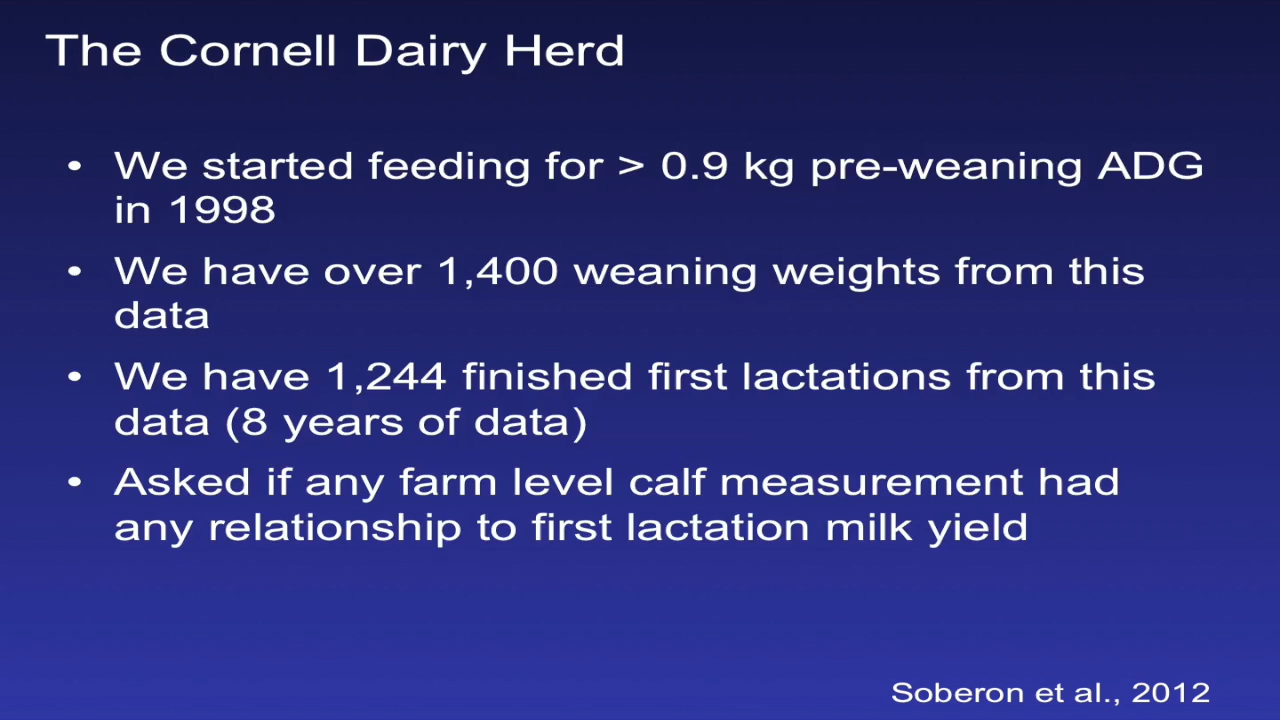 The Cornell Dairy Herd
• We started feeding for > 0.9 kg pre-weaning ADG
in 1998
• We have over 1,400 weaning weights from this
data
• We have 1,244 finished first lactations from this
data (8 years of data)
• Asked if any farm level calf measurement had
any relationship to first lactation milk yield
Soberon et al., 2012